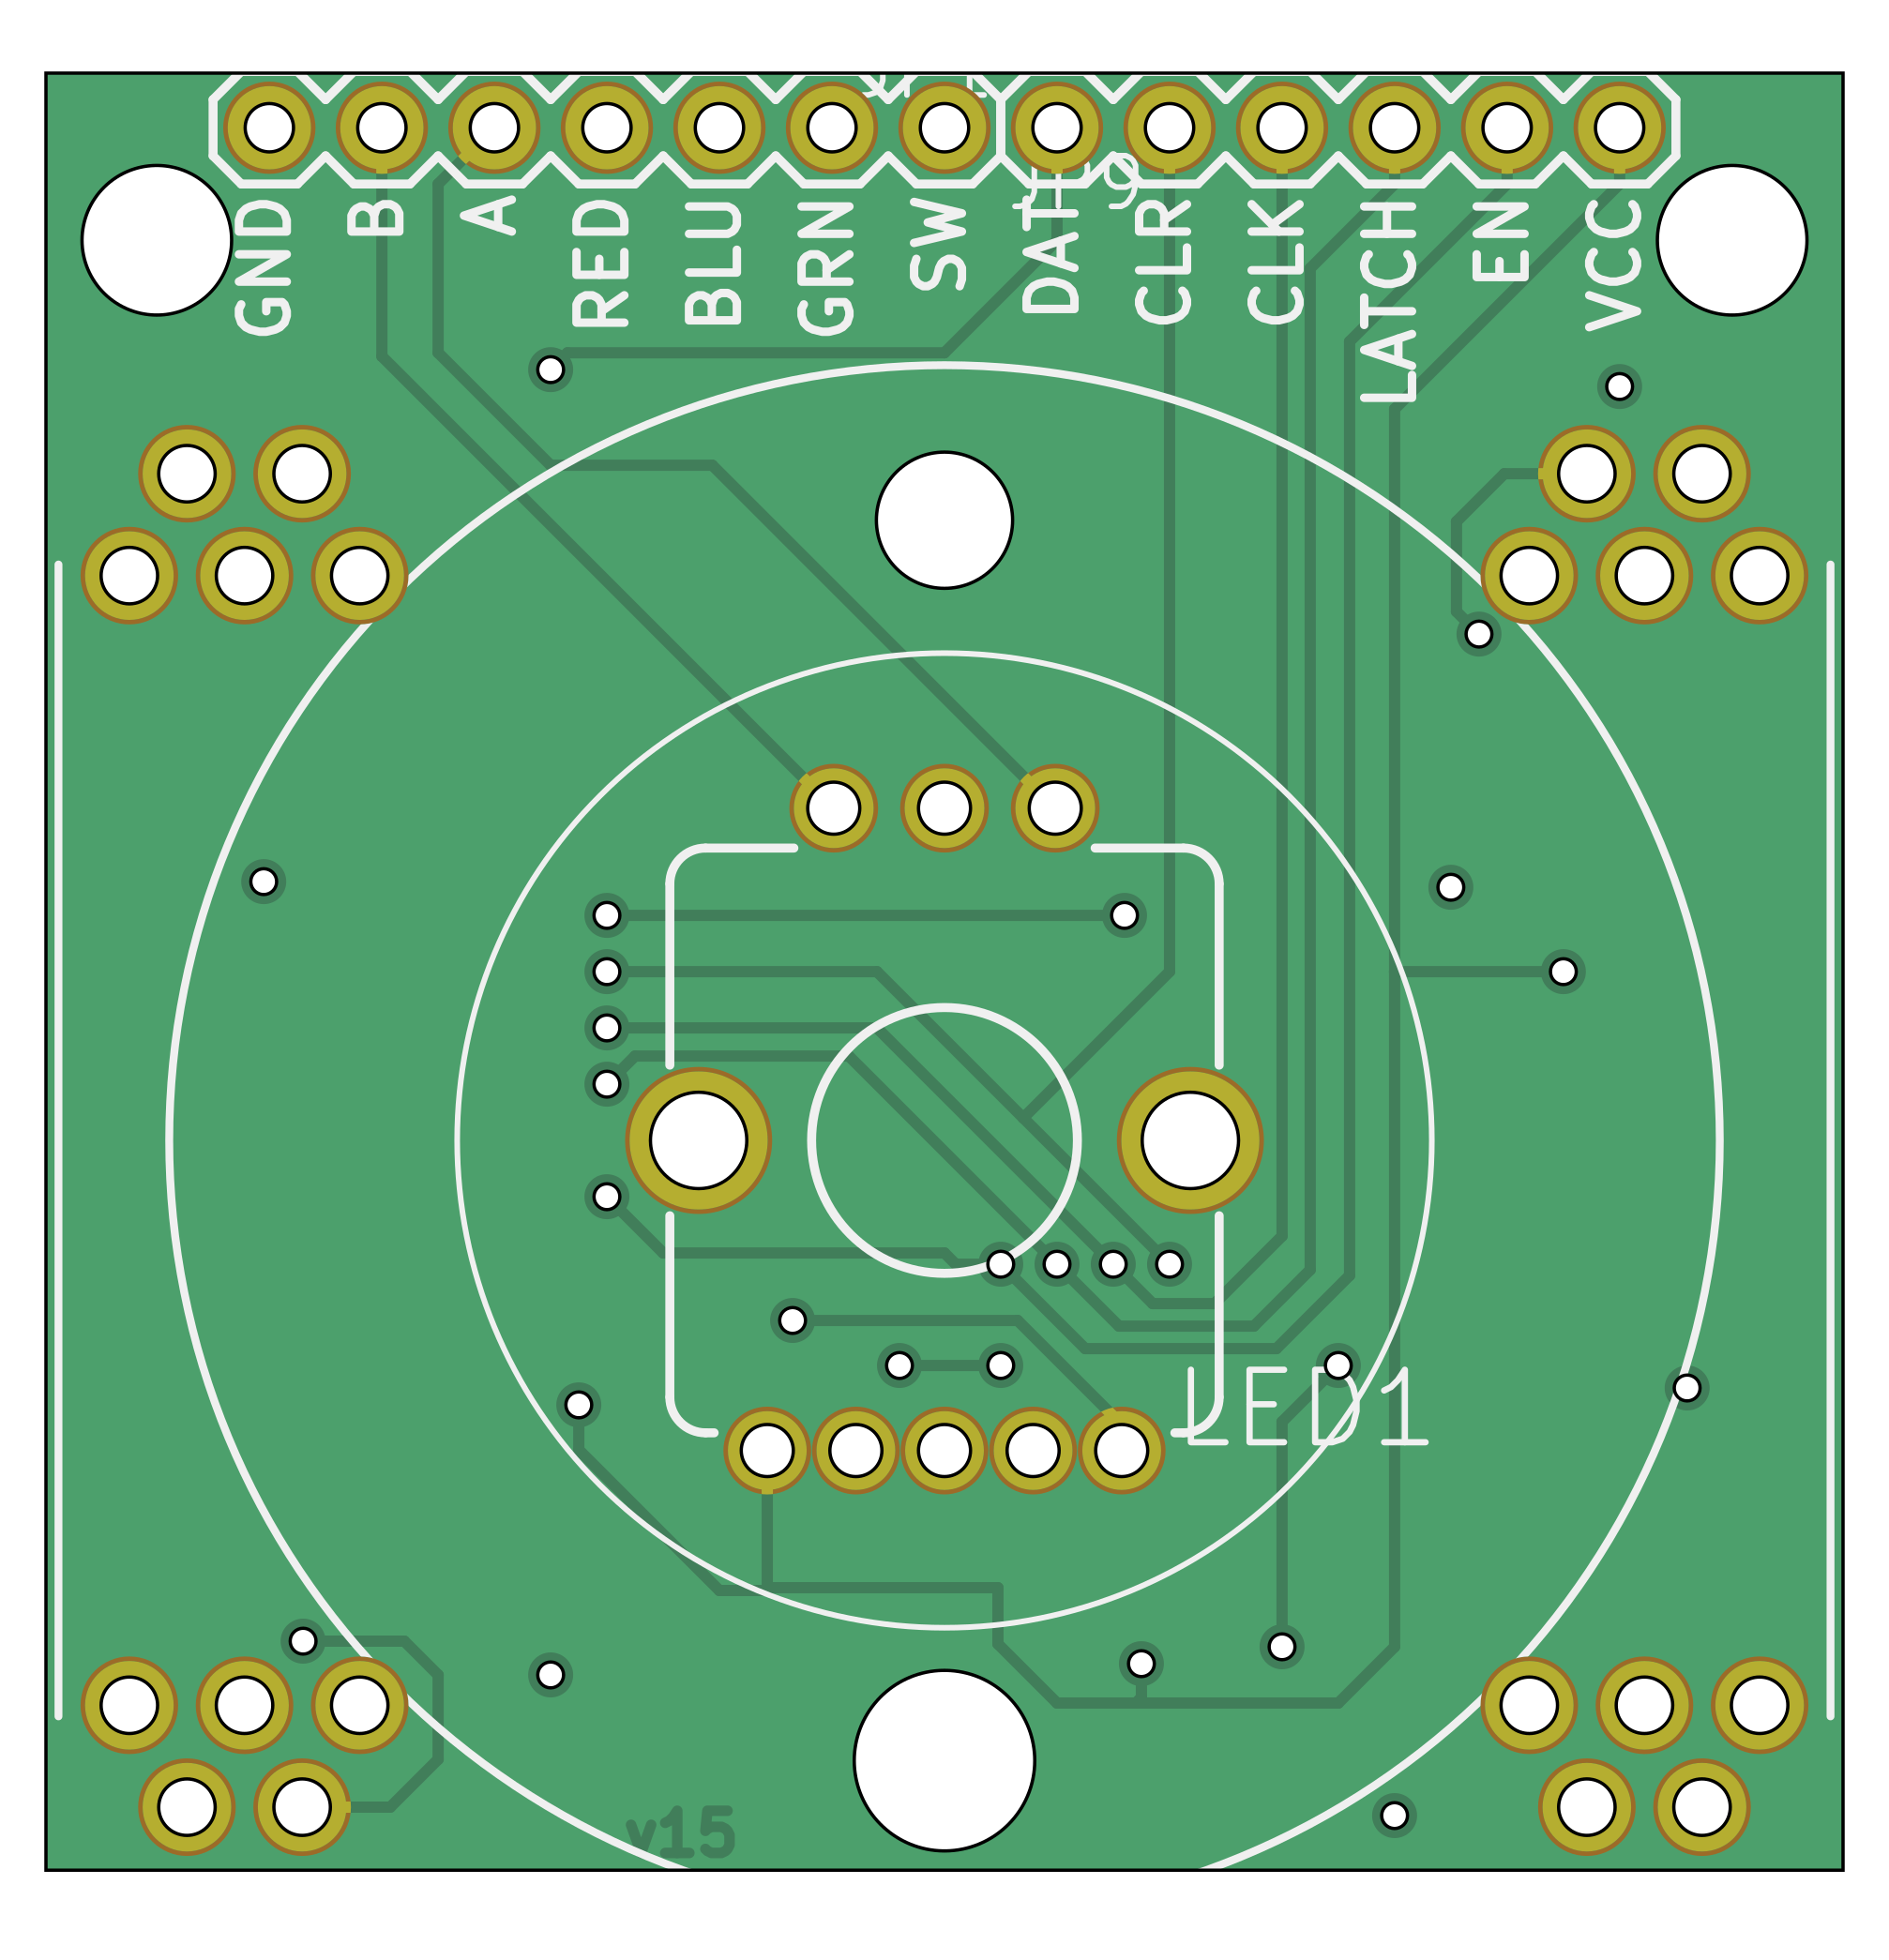 GND
B
A
RED
BLU
GRN
SW
DATA
CLR
CLK
LATCH
EN
VCC
LED1
v15